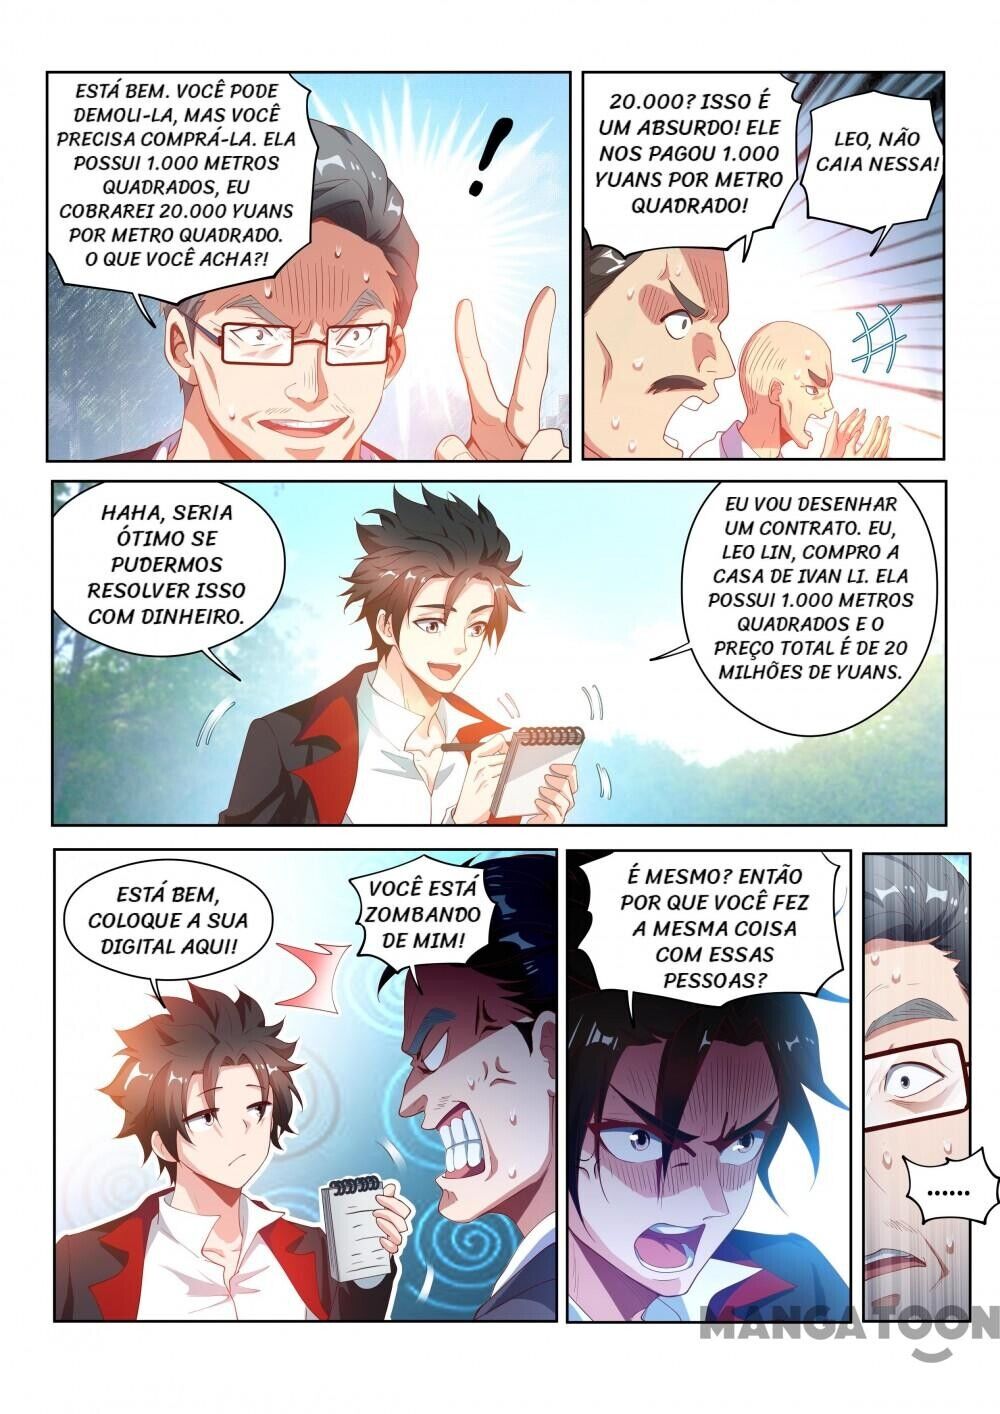 ESTÁ BEM. VOCÊ PODE
DEMOLI-LA, MAS VOCÊ
PRECISA COMPRÁ-LA. ELA
POSSUI 1.000 METROS
QUADRADOS, EU
COBRAREI 20.000 YUANS
POR METRO QUADRADO.
O QUE VOCÊ ACHA?!
!
20.000? ISSO É
UM ABSURDO! ELE
NOS PAGOU 1.000
YUANS POR METRO
QUADRADO!
LEO, NÃO
CAIA NESSA!
HAHA, SERIA
ÓTIMO SE
PUDERMOS
RESOLVER ISSO
COM DINHEIRO.
EU VOU DESENHAR
UM CONTRATO. EU,
LEO LIN, COMPRO A
CASA DE IVAN LI. ELA
POSSUI 1.000 METROS
QUADRADOS E O
PREÇO TOTAL É DE 20
MILHÕES DE YUANS.
ESTÁ BEM,
COLOQUE A SUA
DIGITAL AQUI!
VOCÊ ESTÁ
ZOMBANDO
DE MIM!
É MESMO? ENTÃO
POR QUE VOCÊ FEZ
A MESMA COISA
COM ESSAS
PESSOAS?
......
MANGATOON